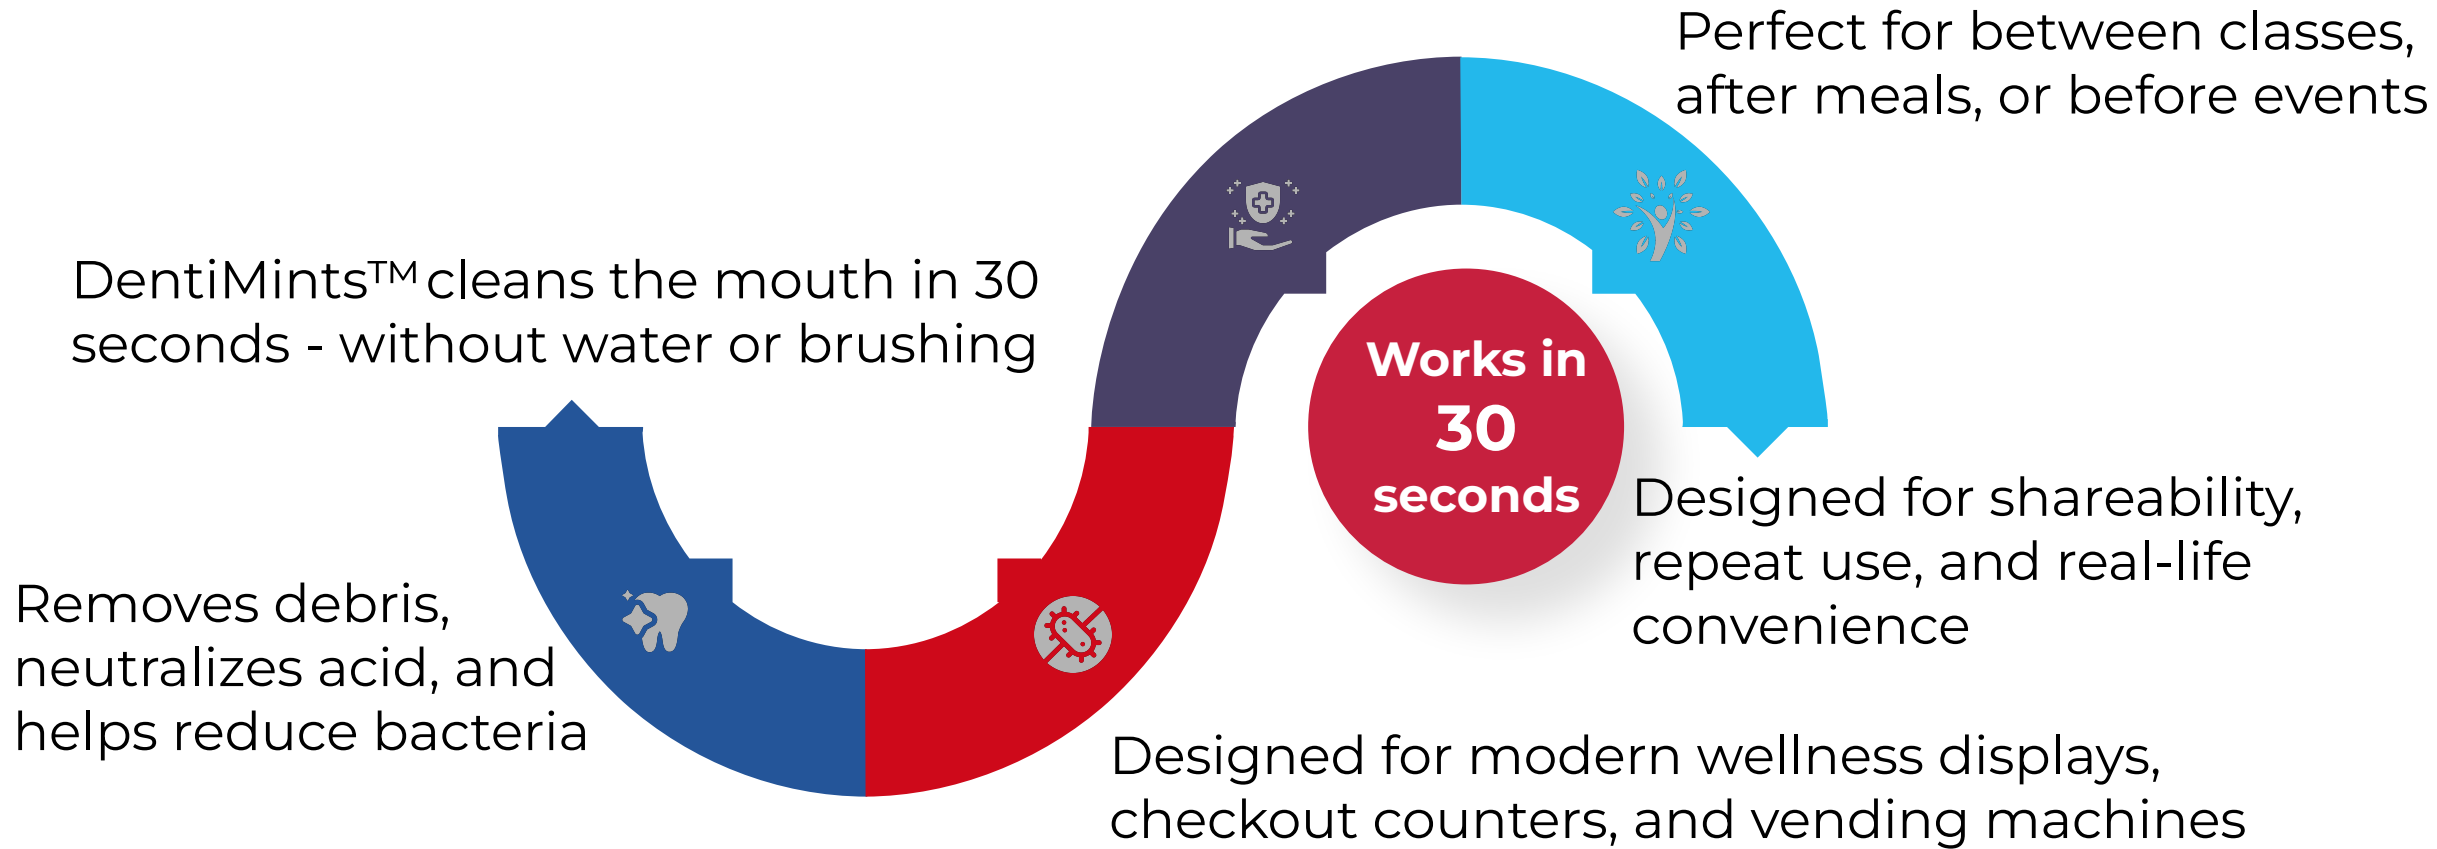 Perfect for between classes,
after meals, or before events
DentiMints™ cleans the mouth in 30
seconds - without water or brushing
Works in
30
seconds
Designed for shareability,
repeat use, and real-life
convenience
Removes debris,
neutralizes acid, and
helps reduce bacteria
Designed for modern wellness displays,
checkout counters, and vending machines